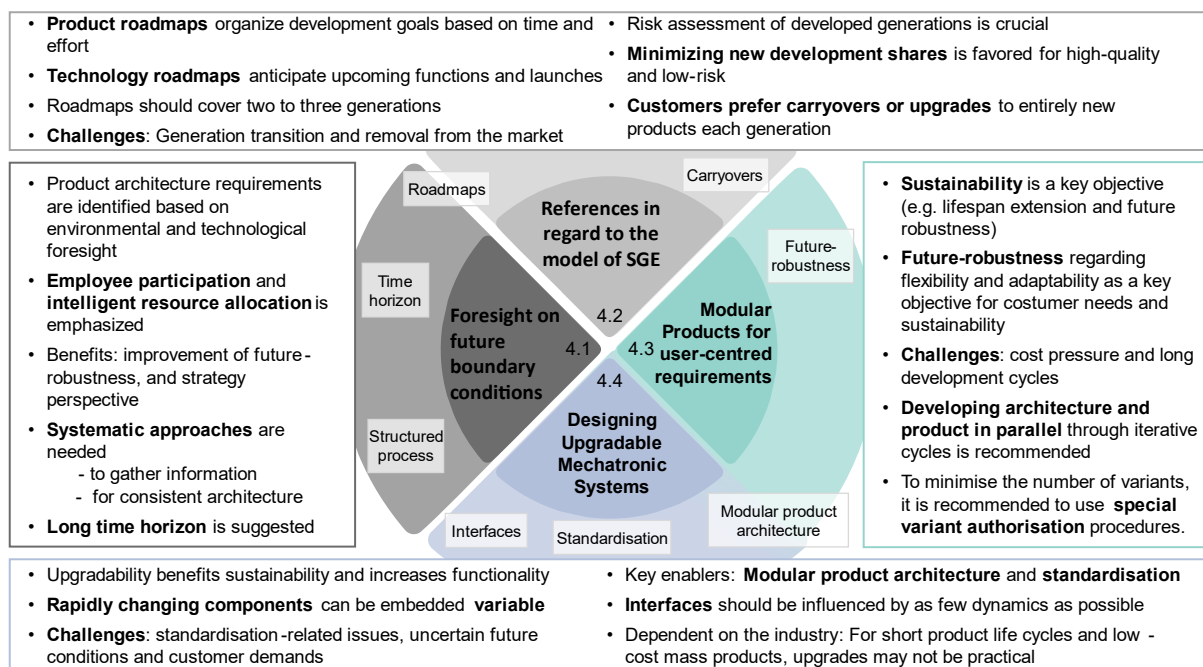 • Product roadmaps organize development goals based on time and
effort
• Technology roadmaps anticipate upcoming functions and launches
• Roadmaps should cover two to three generations
• Challenges: Generation transition and removal from the market
• Risk assessment of developed generations is crucial
• Minimizing new development shares is favored for high-quality
and low-risk
• Customers prefer carryovers or upgrades to entirely new
products each generation
• Product architecture requirements
are identified based on
environmental and technological
foresight
• Employee participation and
intelligent resource allocation is
emphasized
• Benefits: improvement of future-
robustness, and strategy
perspective
• Systematic approaches are
needed
- to gather information
- for consistent architecture
• Long time horizon is suggested
Roadmaps
Carryovers
References in
regard to the
model of SGE
4.2
Time
horizon
Foresight on
future
boundary
conditions
4.1
Structured
process
Future-
robustness
Modular
Products for
user-centred
requirements
4.3
4.4
Designing
Upgradable
Mechatronic
Systems
Interfaces
Standardisation
Modular product
architecture
• Sustainability is a key objective
(e.g. lifespan extension and future
robustness)
• Future-robustness regarding
flexibility and adaptability as a key
objective for costumer needs and
sustainability
• Challenges: cost pressure and long
development cycles
• Developing architecture and
product in parallel through iterative
cycles is recommended
• To minimise the number of variants,
it is recommended to use special
variant authorisation procedures.
• Upgradability benefits sustainability and increases functionality
• Rapidly changing components can be embedded variable
• Challenges: standardisation-related issues, uncertain future
conditions and customer demands
• Key enablers: Modular product architecture and standardisation
• Interfaces should be influenced by as few dynamics as possible
• Dependent on the industry: For short product life cycles and low -
cost mass products, upgrades may not be practical